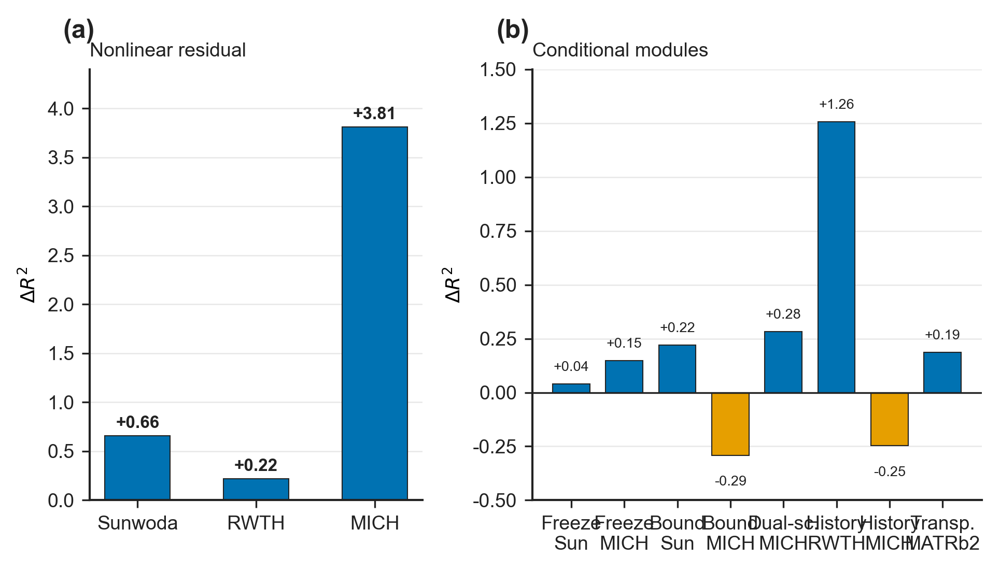 (a)
Nonlinear residual
ΔR²
4.0
3.5
3.0
2.5
2.0
1.5
1.0
0.5
0.0
+0.66
+0.22
+3.81
Sunwoda
RWTH
MICH
(b)
Conditional modules
ΔR²
1.50
1.25
1.00
0.75
0.50
0.25
0.00
-0.25
-0.50
+0.04
+0.15
+0.22
-0.29
+0.28
+1.26
-0.25
+0.19
Freeze
Sun
Freeze
MICH
Bound
Sun
Bound
MICH
Dual-sc.
MICH
History
RWTH
History
MICH
Transp.
MATRb2